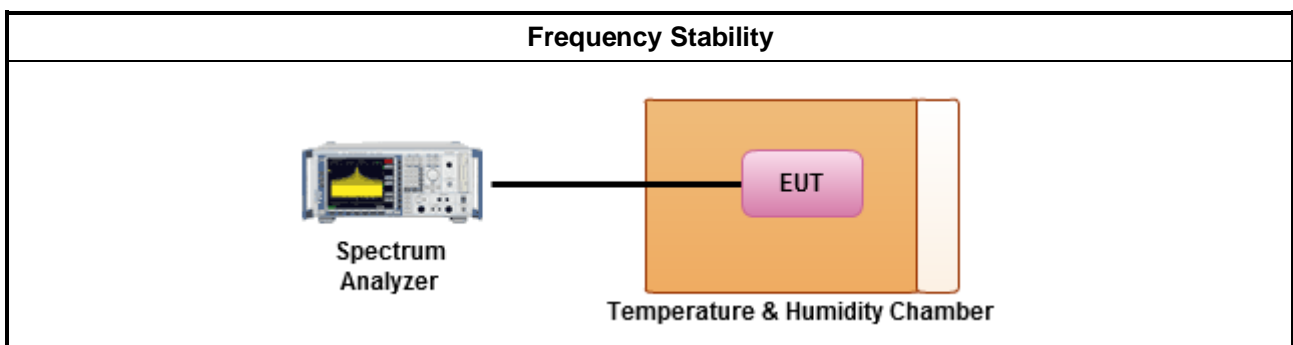 Frequency Stability
EUT
Spectrum
Analyzer
Temperature & Humidity Chamber